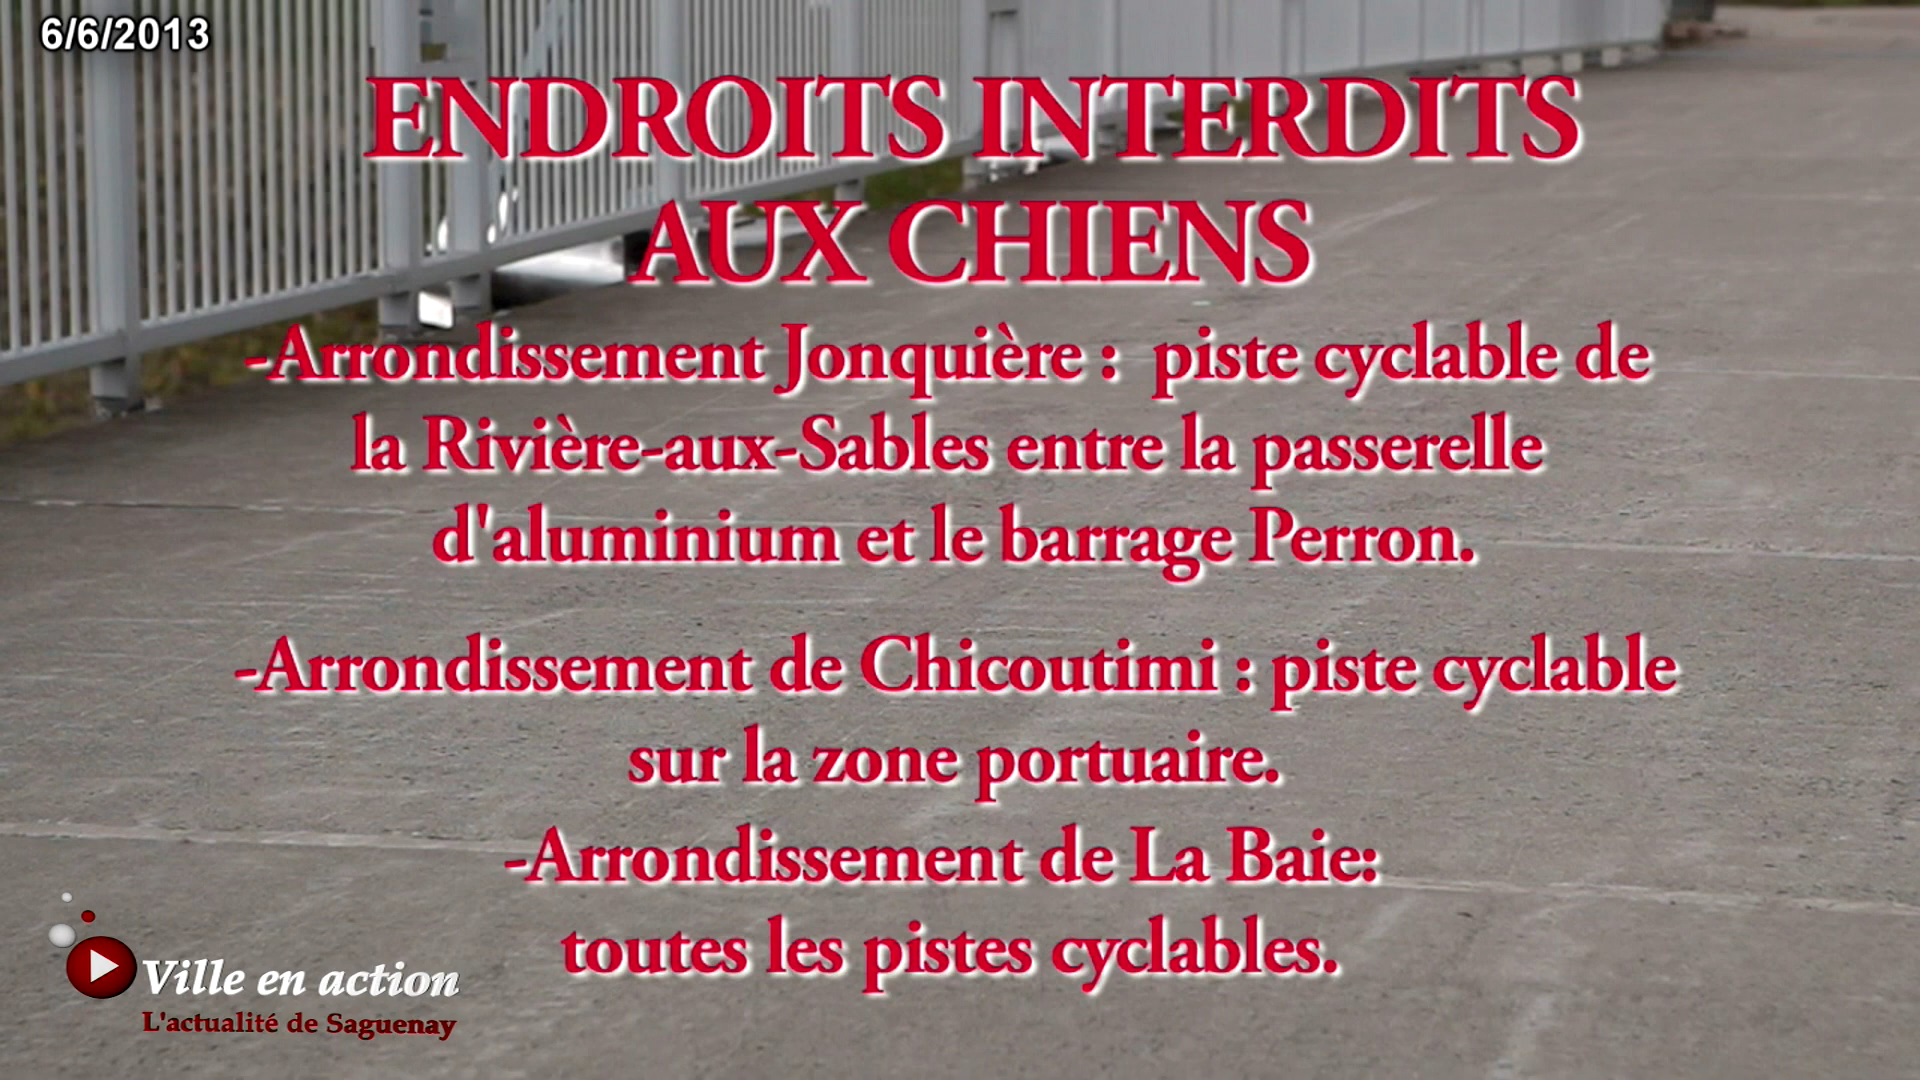 6/6/2013
ENDROITS INTERDITS
AUX CHIENS
-Arrondissement Jonquière :  piste cyclable de
la Rivière-aux-Sables entre la passerelle
d'aluminium et le barrage Perron.
-Arrondissement de Chicoutimi : piste cyclable
sur la zone portuaire.
-Arrondissement de La Baie:
toutes les pistes cyclables.
Ville en action
L'actualité de Saguenay